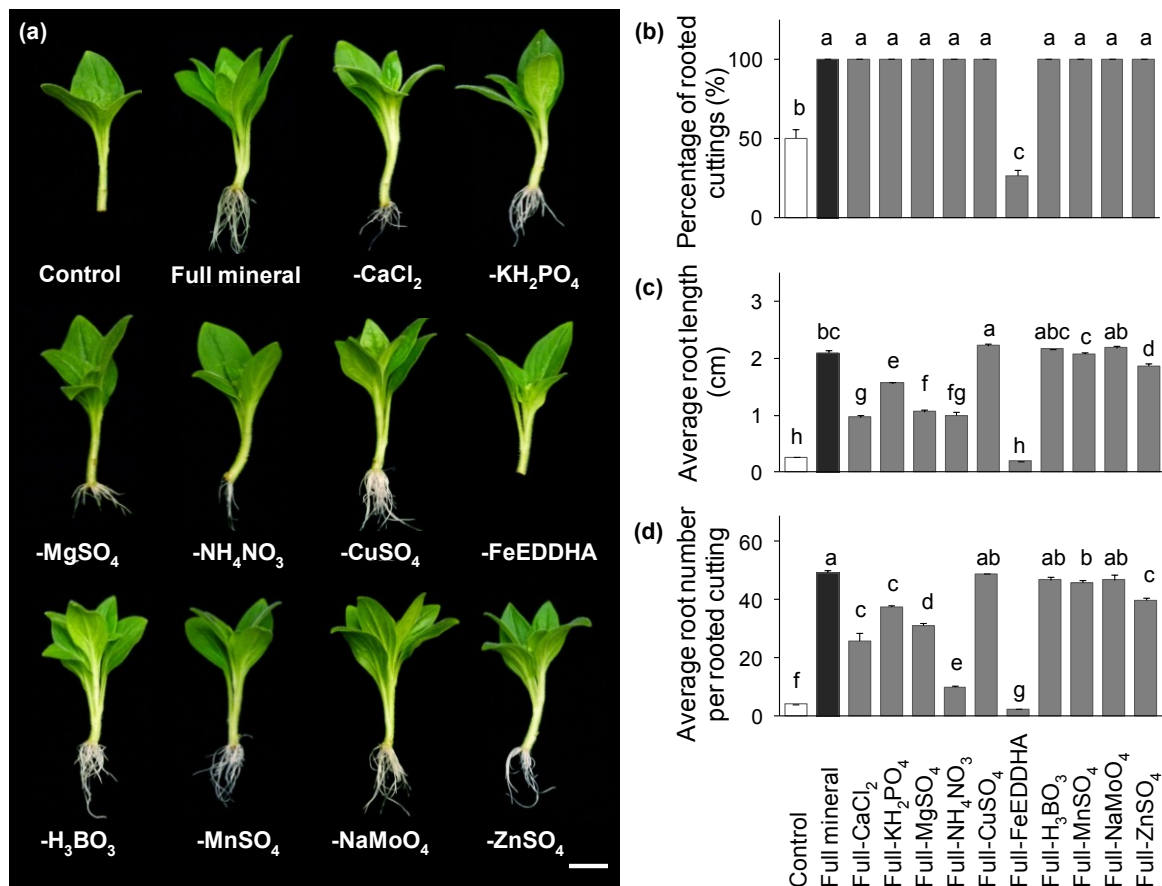 (a)
Control Full mineral -CaCl₂ -KH₂PO₄
-MgSO₄ -NH₄NO₃ -CuSO₄ -FeEDDHA
-H₃BO₃ -MnSO₄ -NaMoO₄ -ZnSO₄
(b)
Percentage of rooted
cuttings (%)
100
50
0
b a a a a a c a a a a
(c)
Average root length
(cm)
3
2
1
0
h bc g e f fg a h abc c ab d
(d)
Average root number
per rooted cutting
60
40
20
0
f a c c d e ab g ab b ab c
Control
Full mineral
Full-CaCl₂
Full-KH₂PO₄
Full-MgSO₄
Full-NH₄NO₃
Full-CuSO₄
Full-FeEDDHA
Full-H₃BO₃
Full-MnSO₄
Full-NaMoO₄
Full-ZnSO₄